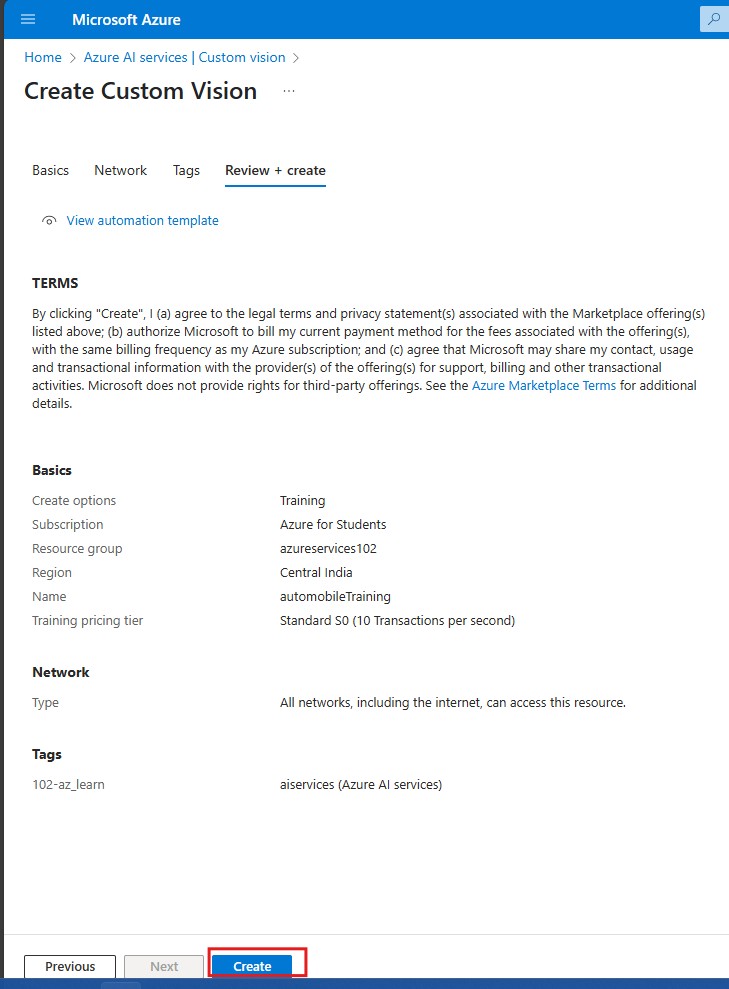 Microsoft Azure
Home > Azure AI services | Custom vision >
Create Custom Vision ...
Basics Network Tags Review + create
View automation template
TERMS
By clicking "Create", I (a) agree to the legal terms and privacy statement(s) associated with the Marketplace offering(s)
listed above; (b) authorize Microsoft to bill my current payment method for the fees associated with the offering(s),
with the same billing frequency as my Azure subscription; and (c) agree that Microsoft may share my contact, usage
and transactional information with the provider(s) of the offering(s) for support, billing and other transactional
activities. Microsoft does not provide rights for third-party offerings. See the Azure Marketplace Terms for additional
details.
Basics
Create options Training
Subscription Azure for Students
Resource group azureservices102
Region Central India
Name automobileTraining
Training pricing tier Standard S0 (10 Transactions per second)
Network
Type All networks, including the internet, can access this resource.
Tags
102-az_learn aiservices (Azure AI services)
Previous Next Create